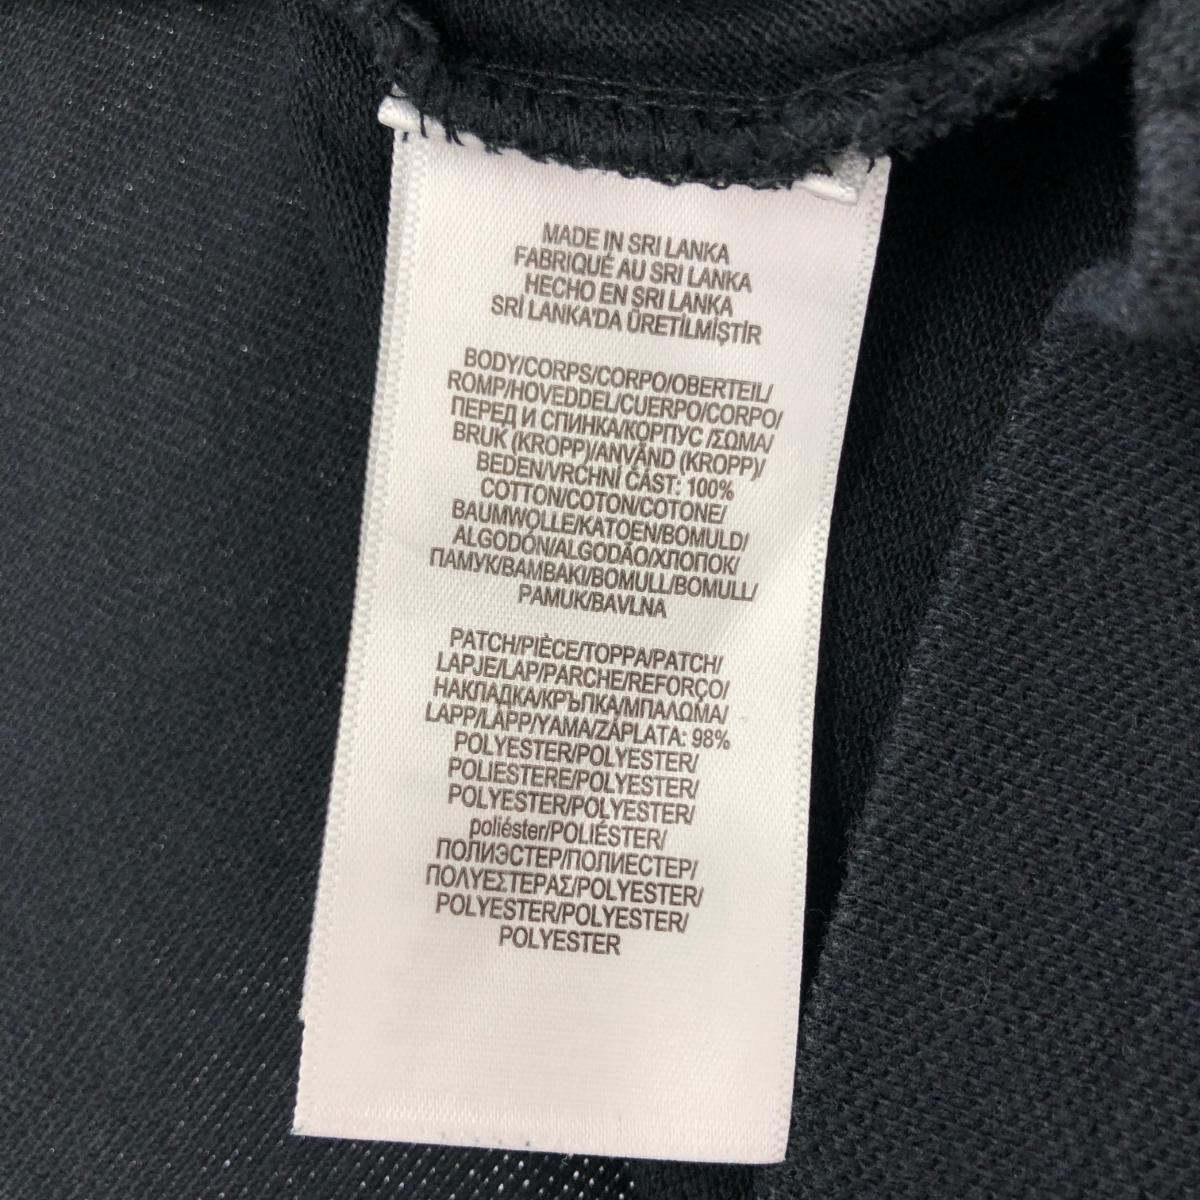 MADE IN SRI LANKA
FABRIQUÉ AU SRI LANKA
HECHO EN SRI LANKA
SRİ LANKA'DA ÜRETİLMİŞTİR
BODY/CORPS/CORPO/OBERTEIL/
ROMP/HOVEDDEL/CUERPO/CORPO/
ПЕРЕД И СПИНКА/КОРПУС /ΣΩΜΑ/
BRUK (KROPP)/ANVÄND (KROPP)/
BEDEN/VRCHNÍ ČÁST: 100%
COTTON/COTON/COTONE/
BAUMWOLLE/KATOEN/BOMULD/
ALGODÓN/ALGODÃO/ХЛОПОК/
ПАМУК/ΒΑΜΒΑΚΙ/BOMULL/BOMULL/
PAMUK/BAVLNA
PATCH/PIÈCE/TOPPA/PATCH/
LAPJE/LAP/PARCHE/REFORÇO/
НАКЛАДКА/КРЪПКА/ΜΠΑΛΩΜΑ/
LAPP/LAPP/YAMA/ZÁPLATA: 98%
POLYESTER/POLYESTER/
POLIESTERE/POLYESTER/
POLYESTER/POLYESTER/
poliéster/POLIÉSTER/
ПОЛИЭСТЕР/ПОЛИЕСТЕР/
ΠΟΛΥΕΣΤΕΡΑΣ/POLYESTER/
POLYESTER/POLYESTER/
POLYESTER